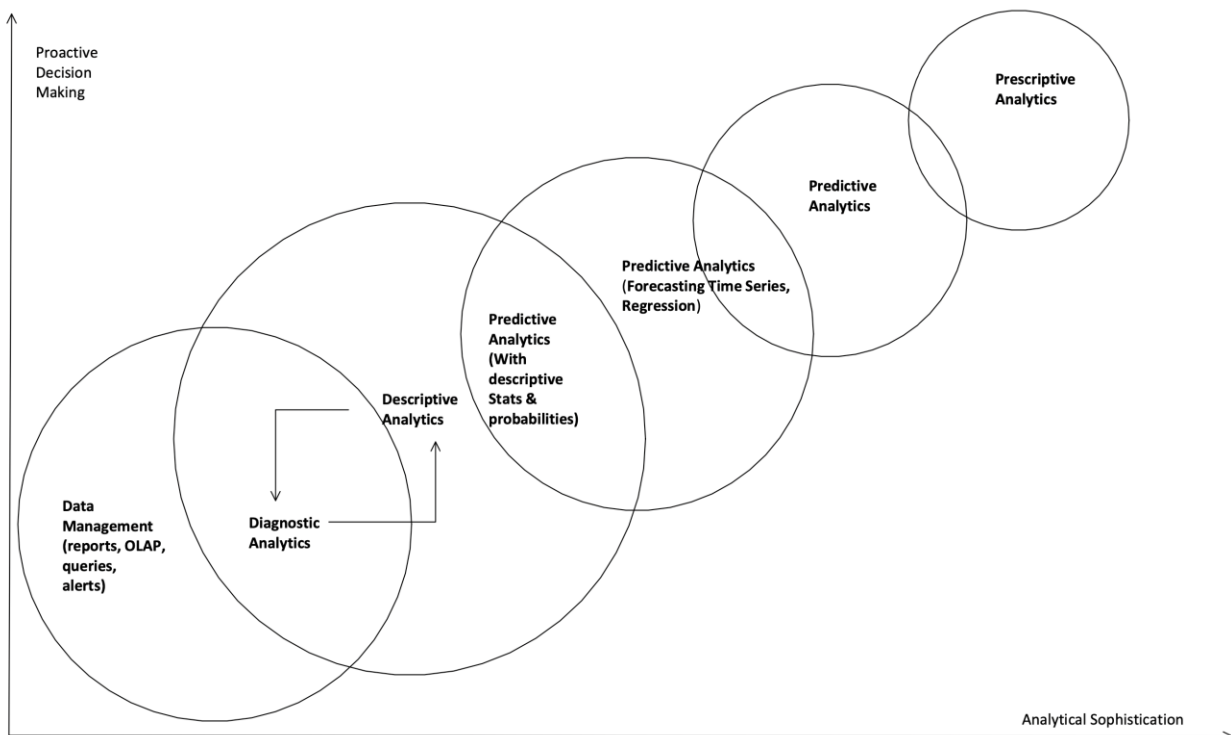 Proactive
Decision
Making
Prescriptive
Analytics
Predictive
Analytics
Predictive Analytics
(Forecasting Time Series,
Regression)
Predictive
Analytics
(With
descriptive
Stats &
probabilities)
Descriptive
Analytics
Data
Management
(reports, OLAP,
queries,
alerts)
Diagnostic
Analytics
Analytical Sophistication